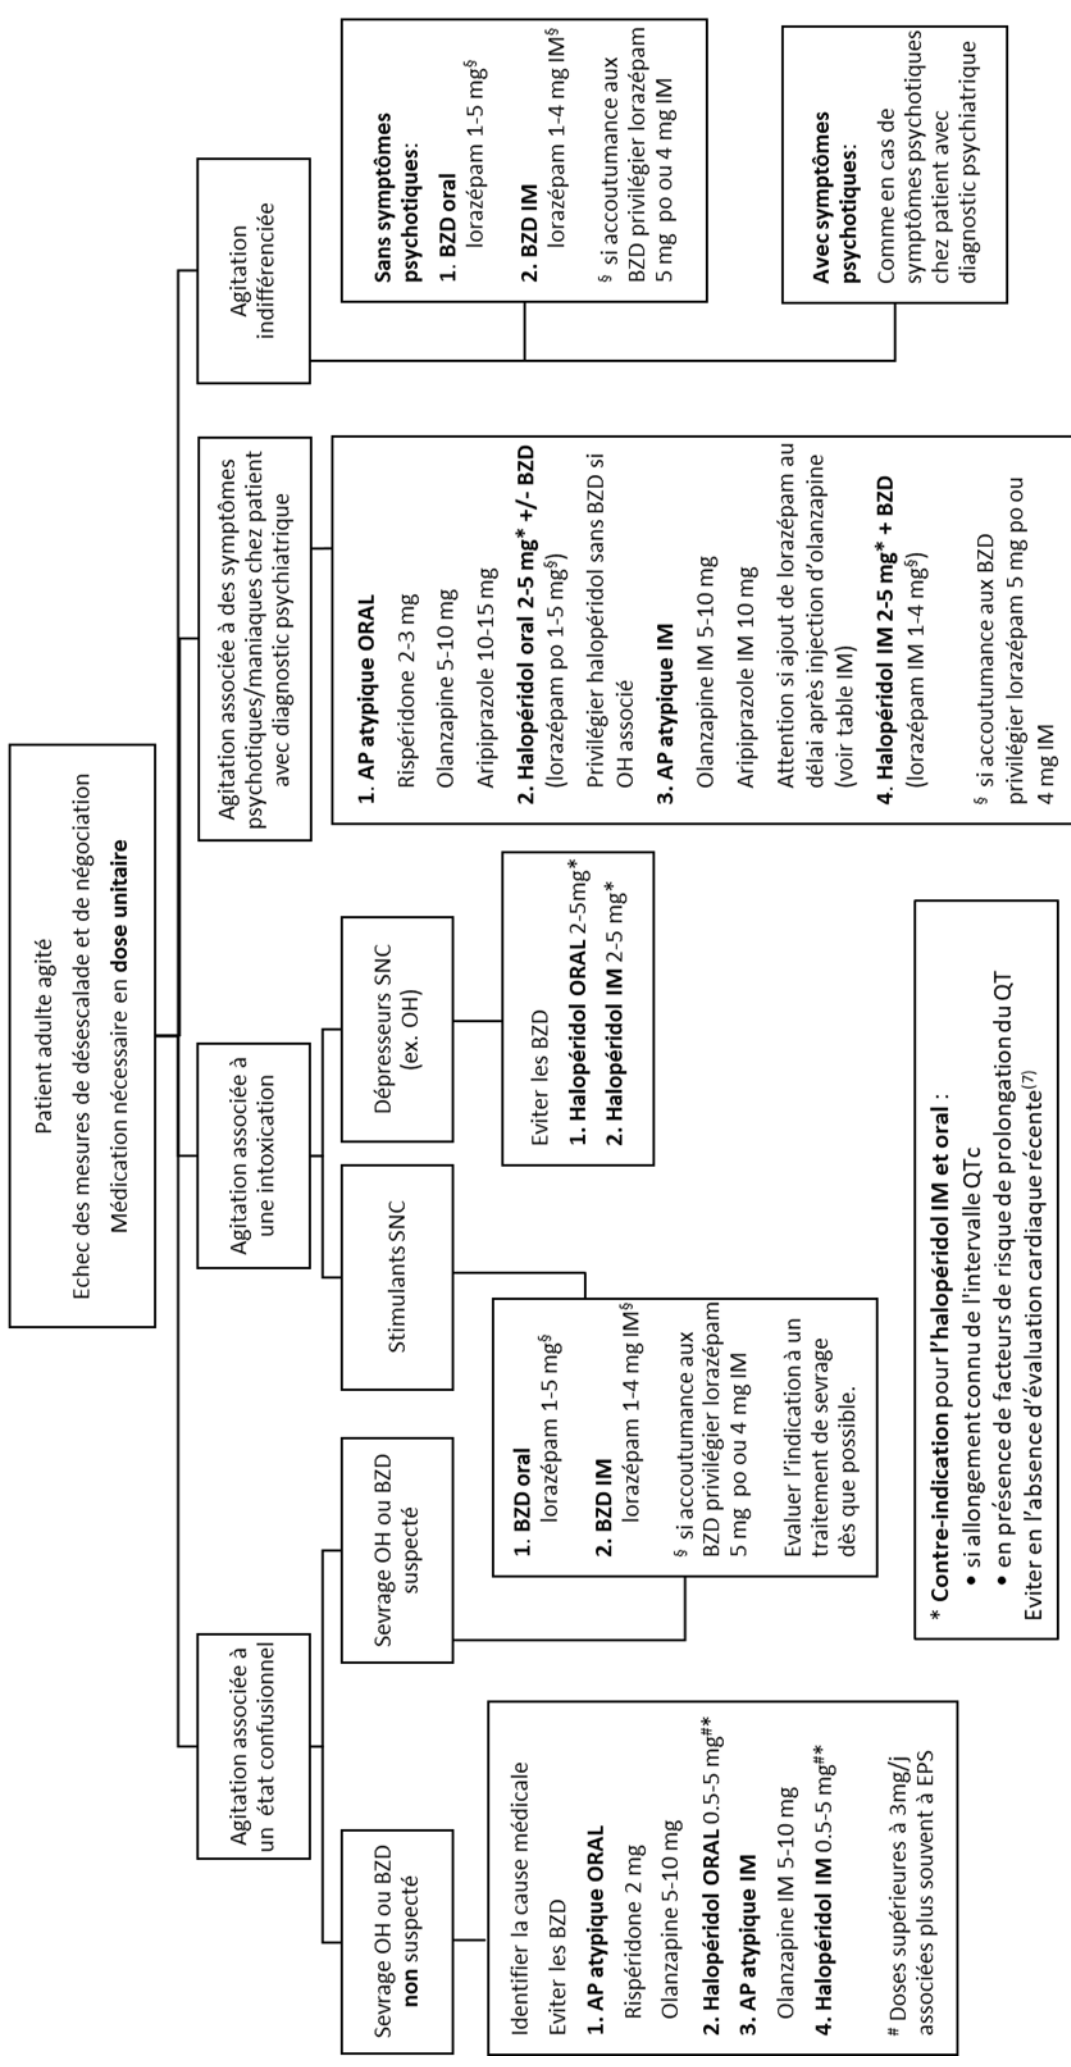 Patient adulte agité
Echec des mesures de désescalade et de négociation
Médication nécessaire en dose unitaire
Agitation associée à
un état confusionnel
Sevrage OH ou BZD
non suspecté
Identifier la cause médicale
Eviter les BZD
1. AP atypique ORAL
Rispéridone 2 mg
Olanzapine 5-10 mg
2. Halopéridol ORAL 0.5-5 mg#*
3. AP atypique IM
Olanzapine IM 5-10 mg
4. Halopéridol IM 0.5-5 mg#*
# Doses supérieures à 3mg/j
associées plus souvent à EPS
Sevrage OH ou BZD
suspecté
Agitation associée à
une intoxication
Stimulants SNC
1. BZD oral
lorazépam 1-5 mg§
2. BZD IM
lorazépam 1-4 mg IM§
§ si accoutumance aux
BZD privilégier lorazépam
5 mg po ou 4 mg IM
Evaluer l'indication à un
traitement de sevrage
dès que possible.
Dépresseurs SNC
(ex. OH)
Eviter les BZD
1. Halopéridol ORAL 2-5mg*
2. Halopéridol IM 2-5 mg*
Agitation associée à des symptômes
psychotiques/maniaques chez patient
avec diagnostic psychiatrique
1. AP atypique ORAL
Rispéridone 2-3 mg
Olanzapine 5-10 mg
Aripiprazole 10-15 mg
2. Halopéridol oral 2-5 mg* +/- BZD
(lorazépam po 1-5 mg§)
Privilégier halopéridol sans BZD si
OH associé
3. AP atypique IM
Olanzapine IM 5-10 mg
Aripiprazole IM 10 mg
Attention si ajout de lorazépam au
délai après injection d'olanzapine
(voir table IM)
4. Halopéridol IM 2-5 mg* + BZD
(lorazépam IM 1-4 mg§)
§ si accoutumance aux BZD
privilégier lorazépam 5 mg po ou
4 mg IM
Agitation
indifférenciée
Sans symptômes
psychotiques:
1. BZD oral
lorazépam 1-5 mg§
2. BZD IM
lorazépam 1-4 mg IM§
§ si accoutumance aux
BZD privilégier lorazépam
5 mg po ou 4 mg IM
Avec symptômes
psychotiques:
Comme en cas de
symptômes psychotiques
chez patient avec
diagnostic psychiatrique
* Contre-indication pour l'halopéridol IM et oral :
• si allongement connu de l'intervalle QTc
• en présence de facteurs de risque de prolongation du QT
Eviter en l'absence d'évaluation cardiaque récente(7)